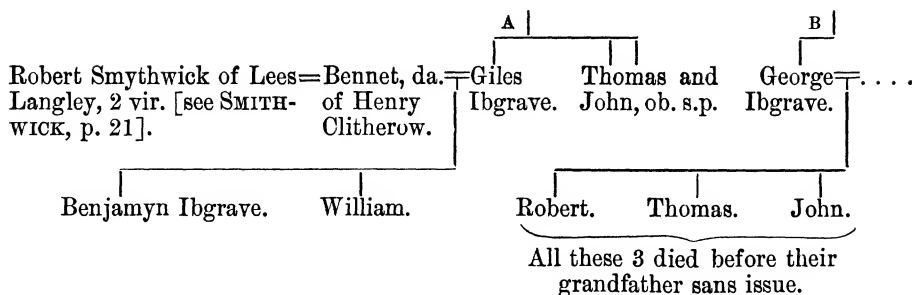 A B
Robert Smythwick of Lees=Bennet, da.=Giles Thomas and George=. . . .
Langley, 2 vir. [see SMITH- of Henry Ibgrave. John, ob. s.p. Ibgrave.
WICK, p. 21]. Clitherow.
Benjamyn Ibgrave. William. Robert. Thomas. John.
All these 3 died before their
grandfather sans issue.